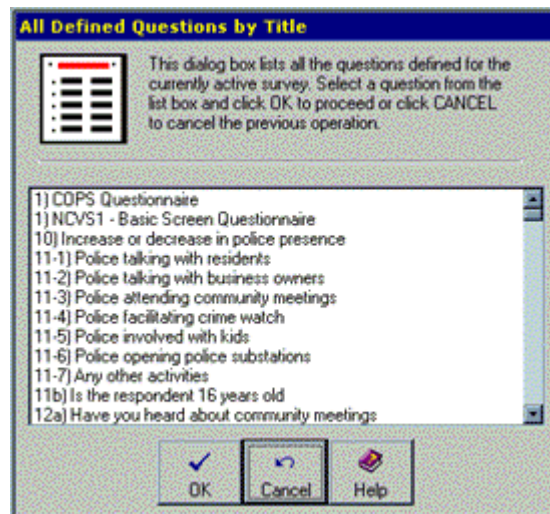 All Defined Questions by Title
This dialog box lists all the questions defined for the
currently active survey. Select a question from the
list box and click OK to proceed or click CANCEL
to cancel the previous operation.
1) COPS Questionnaire
1) NCVS1 - Basic Screen Questionnaire
10) Increase or decrease in police presence
11-1) Police talking with residents
11-2) Police talking with business owners
11-3) Police attending community meetings
11-4) Police facilitating crime watch
11-5) Police involved with kids
11-6) Police opening police substations
11-7) Any other activities
11b) Is the respondent 16 years old
12a) Have you heard about community meetings
OK Cancel Help